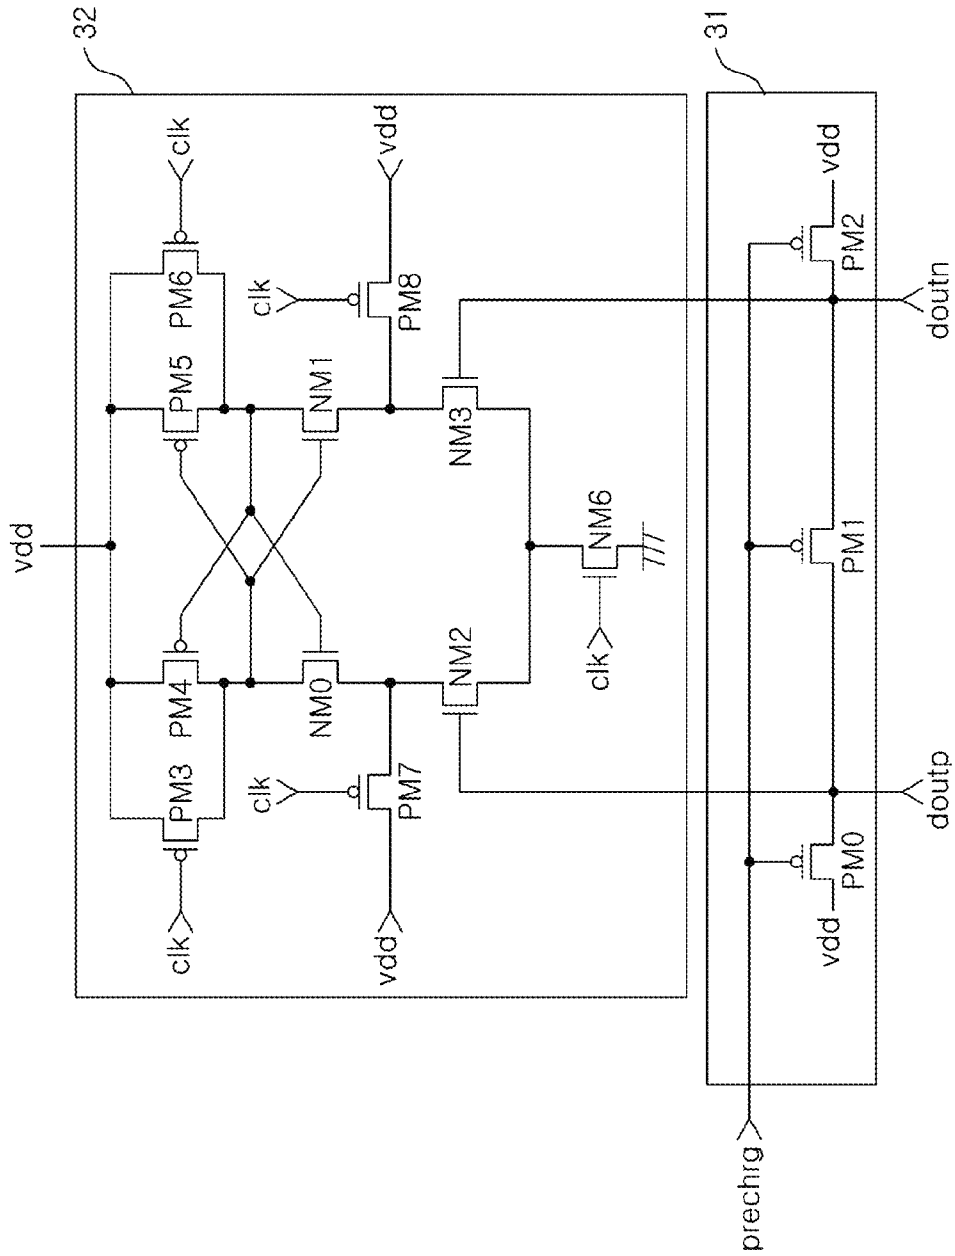 32
31
vdd
clk
clk
PM3
PM4
PM5
PM6
clk
clk
NM0
NM1
vdd
vdd
PM7
PM8
NM2
NM3
clk
NM6
prechrg
vdd
vdd
PM0
PM1
PM2
doutp
doutn